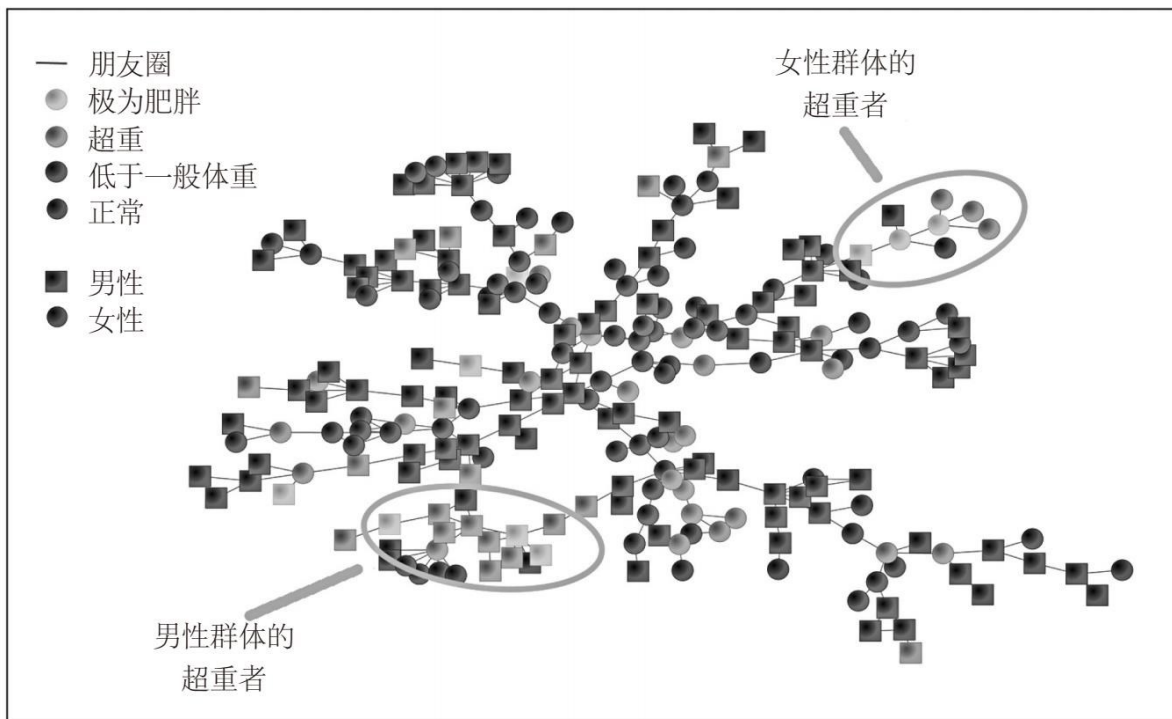 朋友圈
极为肥胖
超重
低于一般体重
正常
男性
女性
女性群体的
超重者
男性群体的
超重者